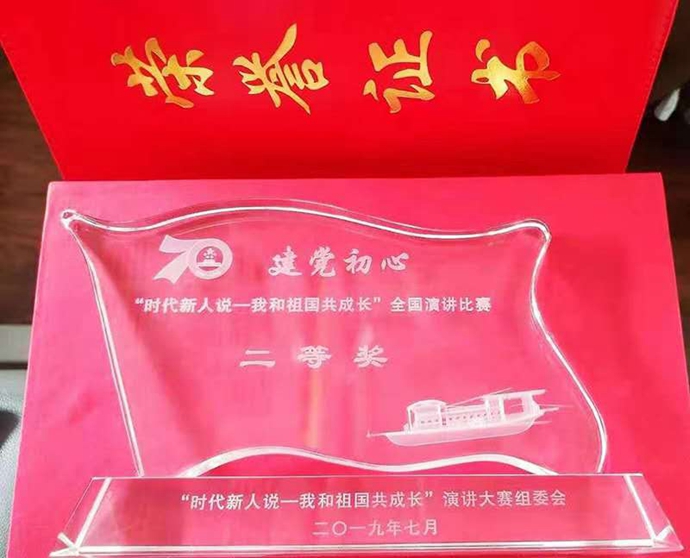 荣誉证书
70 建党初心
“时代新人说—我和祖国共成长”全国演讲比赛
二等奖
“时代新人说—我和祖国共成长”演讲大赛组委会
二〇一九年七月